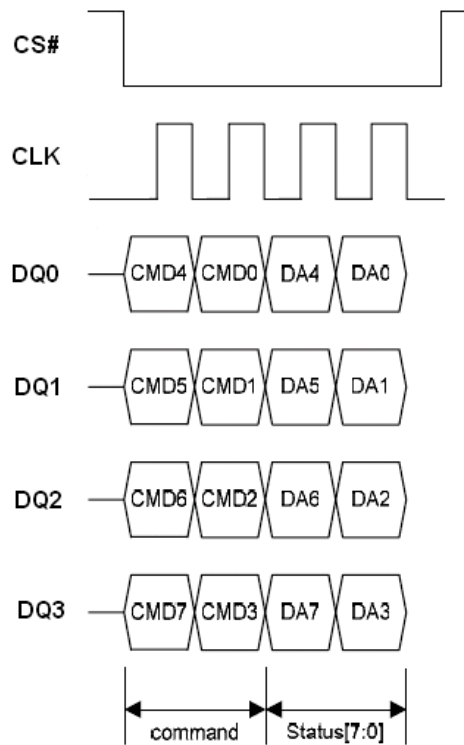 CS#
CLK
DQ0 CMD4 CMD0 DA4 DA0
DQ1 CMD5 CMD1 DA5 DA1
DQ2 CMD6 CMD2 DA6 DA2
DQ3 CMD7 CMD3 DA7 DA3
command Status[7:0]